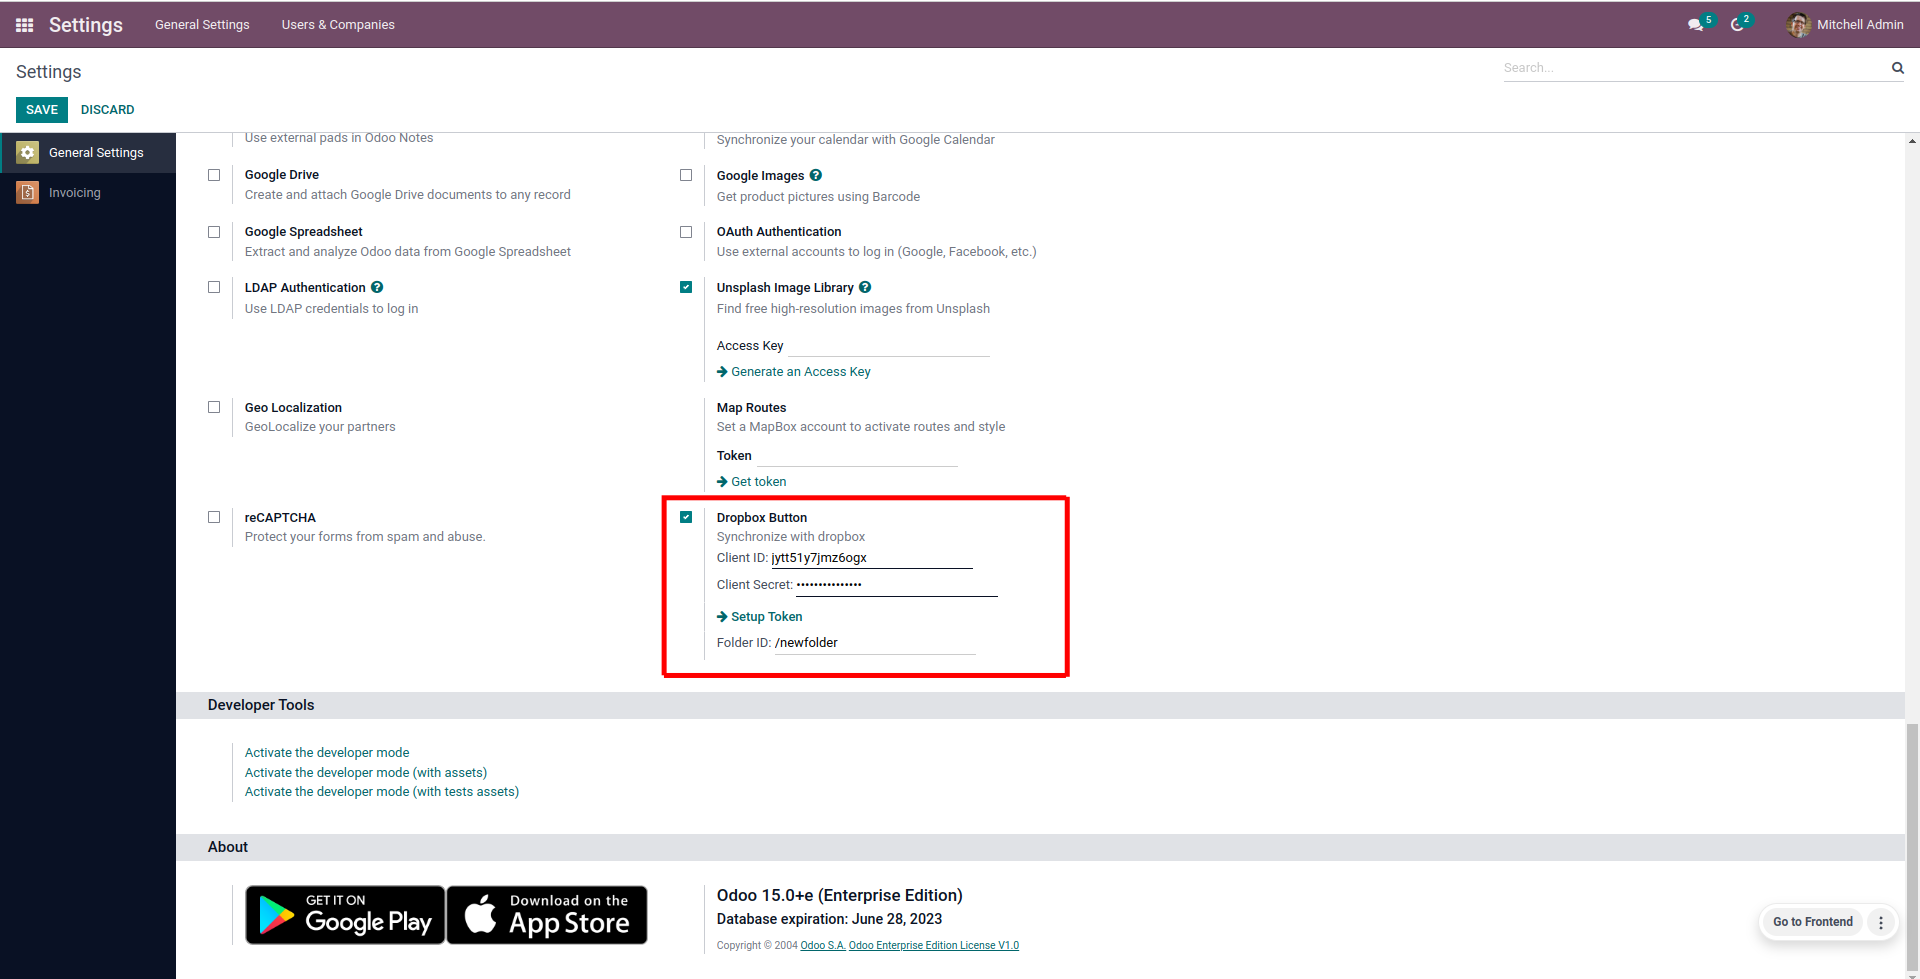 Settings
General Settings
Users & Companies
5
2
Mitchell Admin
Settings
Search...
SAVE
DISCARD
General Settings
Invoicing
Use external pads in Odoo Notes
Synchronize your calendar with Google Calendar
Google Drive
Create and attach Google Drive documents to any record
Google Images
Get product pictures using Barcode
Google Spreadsheet
Extract and analyze Odoo data from Google Spreadsheet
OAuth Authentication
Use external accounts to log in (Google, Facebook, etc.)
LDAP Authentication
Use LDAP credentials to log in
Unsplash Image Library
Find free high-resolution images from Unsplash
Access Key
Generate an Access Key
Geo Localization
GeoLocalize your partners
Map Routes
Set a MapBox account to activate routes and style
Token
Get token
reCAPTCHA
Protect your forms from spam and abuse.
Dropbox Button
Synchronize with dropbox
Client ID: jytt51y7jmz6ogx
Client Secret: •••••••••••••••
Setup Token
Folder ID: /newfolder
Developer Tools
Activate the developer mode
Activate the developer mode (with assets)
Activate the developer mode (with tests assets)
About
GET IT ON
Google Play
Download on the
App Store
Odoo 15.0+e (Enterprise Edition)
Database expiration: June 28, 2023
Copyright © 2004 Odoo S.A. Odoo Enterprise Edition License V1.0
Go to Frontend